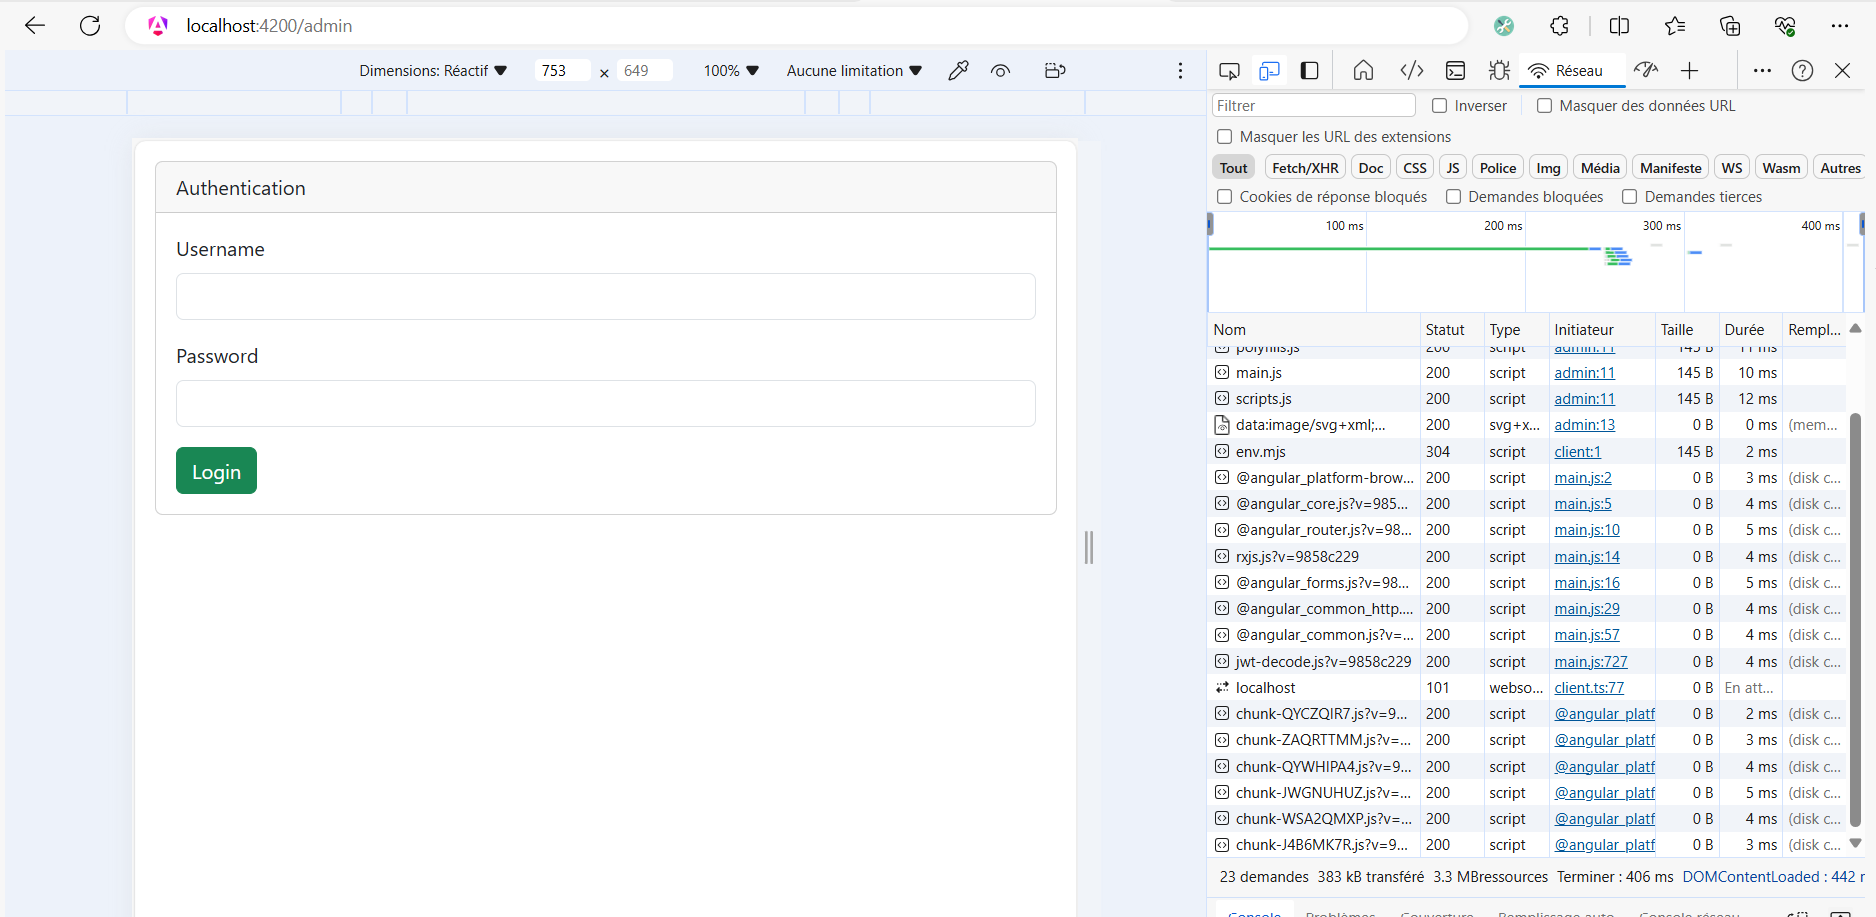 localhost:4200/admin
Dimensions: Réactif 753 × 649 100% Aucune limitation
Réseau
Authentication
Username
Password
Login
Filtrer Inverser Masquer des données URL
Masquer les URL des extensions
Tout Fetch/XHR Doc CSS JS Police Img Média Manifeste WS Wasm Autres
Cookies de réponse bloqués Demandes bloquées Demandes tierces
100 ms 200 ms 300 ms 400 ms
Nom Statut Type Initiateur Taille Durée Rempl...
polyfills.js 200 script admin:11 145 B 11 ms
main.js 200 script admin:11 145 B 10 ms
scripts.js 200 script admin:11 145 B 12 ms
data:image/svg+xml;... 200 svg+x... admin:13 0 B 0 ms (mem...
env.mjs 304 script client:1 145 B 2 ms
@angular_platform-brow... 200 script main.js:2 0 B 3 ms (disk c...
@angular_core.js?v=985... 200 script main.js:5 0 B 4 ms (disk c...
@angular_router.js?v=98... 200 script main.js:10 0 B 5 ms (disk c...
rxjs.js?v=9858c229 200 script main.js:14 0 B 4 ms (disk c...
@angular_forms.js?v=98... 200 script main.js:16 0 B 5 ms (disk c...
@angular_common_http.... 200 script main.js:29 0 B 4 ms (disk c...
@angular_common.js?v=... 200 script main.js:57 0 B 4 ms (disk c...
jwt-decode.js?v=9858c229 200 script main.js:727 0 B 4 ms (disk c...
localhost 101 webso... client.ts:77 0 B En att...
chunk-QYCZQIR7.js?v=9... 200 script @angular_platf 0 B 2 ms (disk c...
chunk-ZAQRTTMM.js?v=... 200 script @angular_platf 0 B 3 ms (disk c...
chunk-QYWHIPA4.js?v=9... 200 script @angular_platf 0 B 4 ms (disk c...
chunk-JWGNUHUZ.js?v=... 200 script @angular_platf 0 B 5 ms (disk c...
chunk-WSA2QMXP.js?v=... 200 script @angular_platf 0 B 4 ms (disk c...
chunk-J4B6MK7R.js?v=9... 200 script @angular_platf 0 B 3 ms (disk c...
23 demandes 383 kB transféré 3.3 MBressources Terminer : 406 ms DOMContentLoaded : 442 r
Console Problèmes Couverture Remplissage auto Console réseau